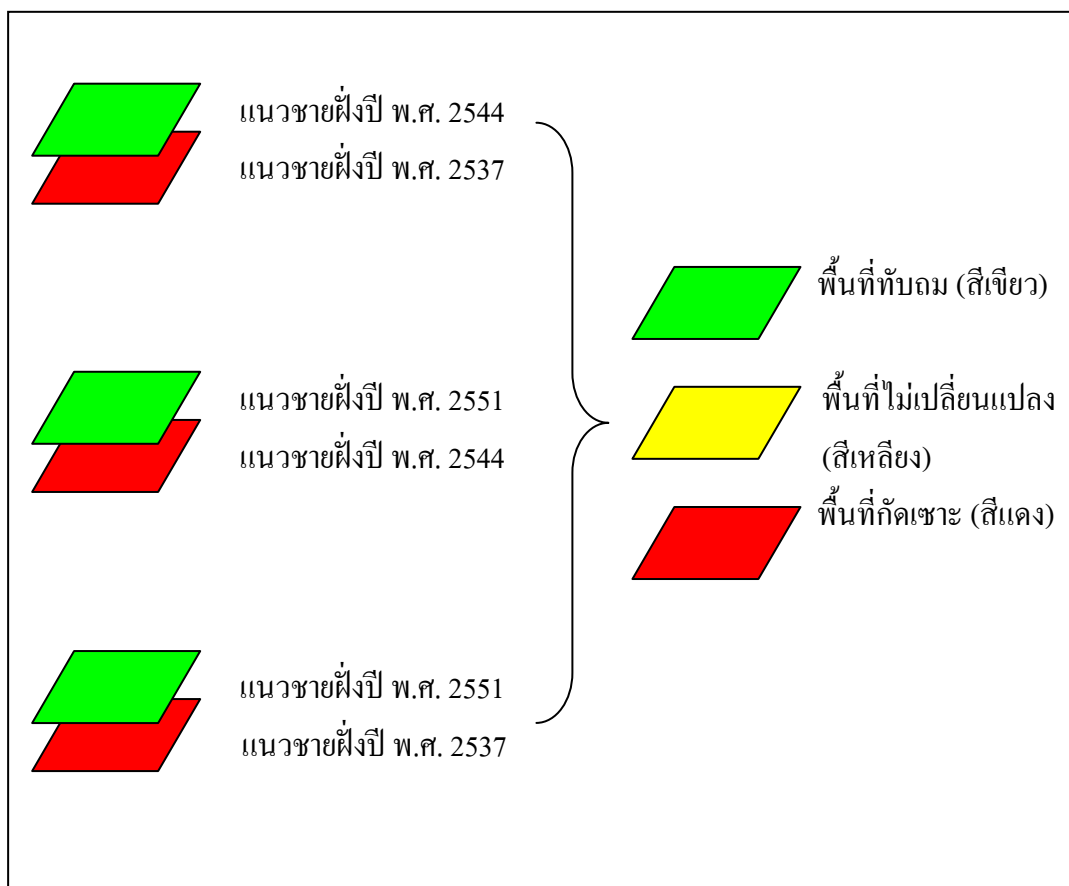 แนวชายฝั่งปี พ.ศ. 2544
แนวชายฝั่งปี พ.ศ. 2537
แนวชายฝั่งปี พ.ศ. 2551
แนวชายฝั่งปี พ.ศ. 2544
แนวชายฝั่งปี พ.ศ. 2551
แนวชายฝั่งปี พ.ศ. 2537
พื้นที่ทับถม (สีเขียว)
พื้นที่ไม่เปลี่ยนแปลง
(สีเหลียง)
พื้นที่กัดเซาะ (สีแดง)